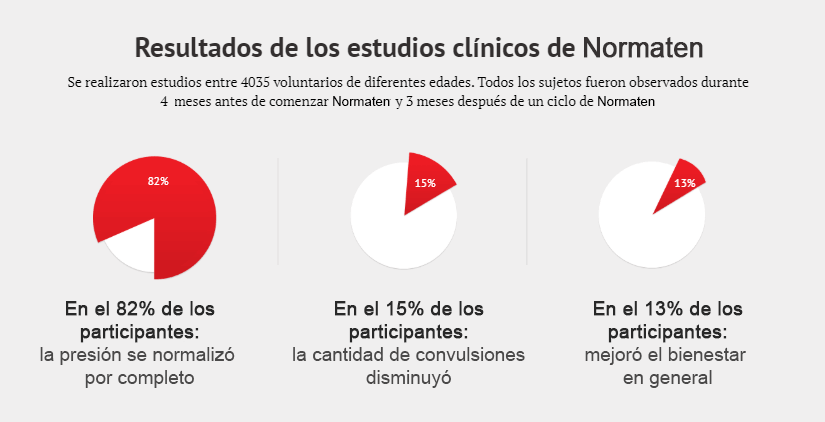 Resultados de los estudios clínicos de Normaten
Se realizaron estudios entre 4035 voluntarios de diferentes edades. Todos los sujetos fueron observados durante
4 meses antes de comenzar Normaten y 3 meses después de un ciclo de Normaten
82%
15%
13%
En el 82% de los
participantes:
la presión se normalizó
por completo
En el 15% de los
participantes:
la cantidad de convulsiones
disminuyó
En el 13% de los
participantes:
mejoró el bienestar
en general